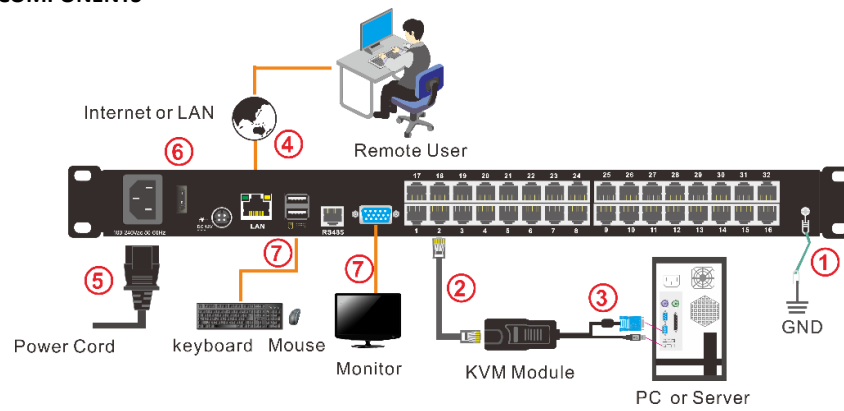 Internet or LAN
Remote User
⑥
④
17 18 19 20 21 22 23 24 25 26 27 28 29 30 31 32
LAN
RS485
1 2 3 4 5 6 7 8 9 10 11 12 13 14 15 16
⑦
⑦
⑤
②
③
①
GND
Power Cord
keyboard Mouse
Monitor
KVM Module
PC or Server